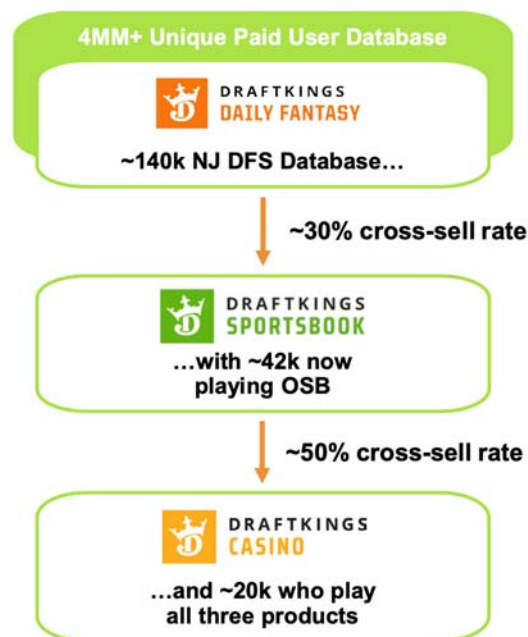 4MM+ Unique Paid User Database
DRAFTKINGS
DAILY FANTASY
~140k NJ DFS Database…
~30% cross-sell rate
DRAFTKINGS
SPORTSBOOK
…with ~42k now
playing OSB
~50% cross-sell rate
DRAFTKINGS
CASINO
…and ~20k who play
all three products